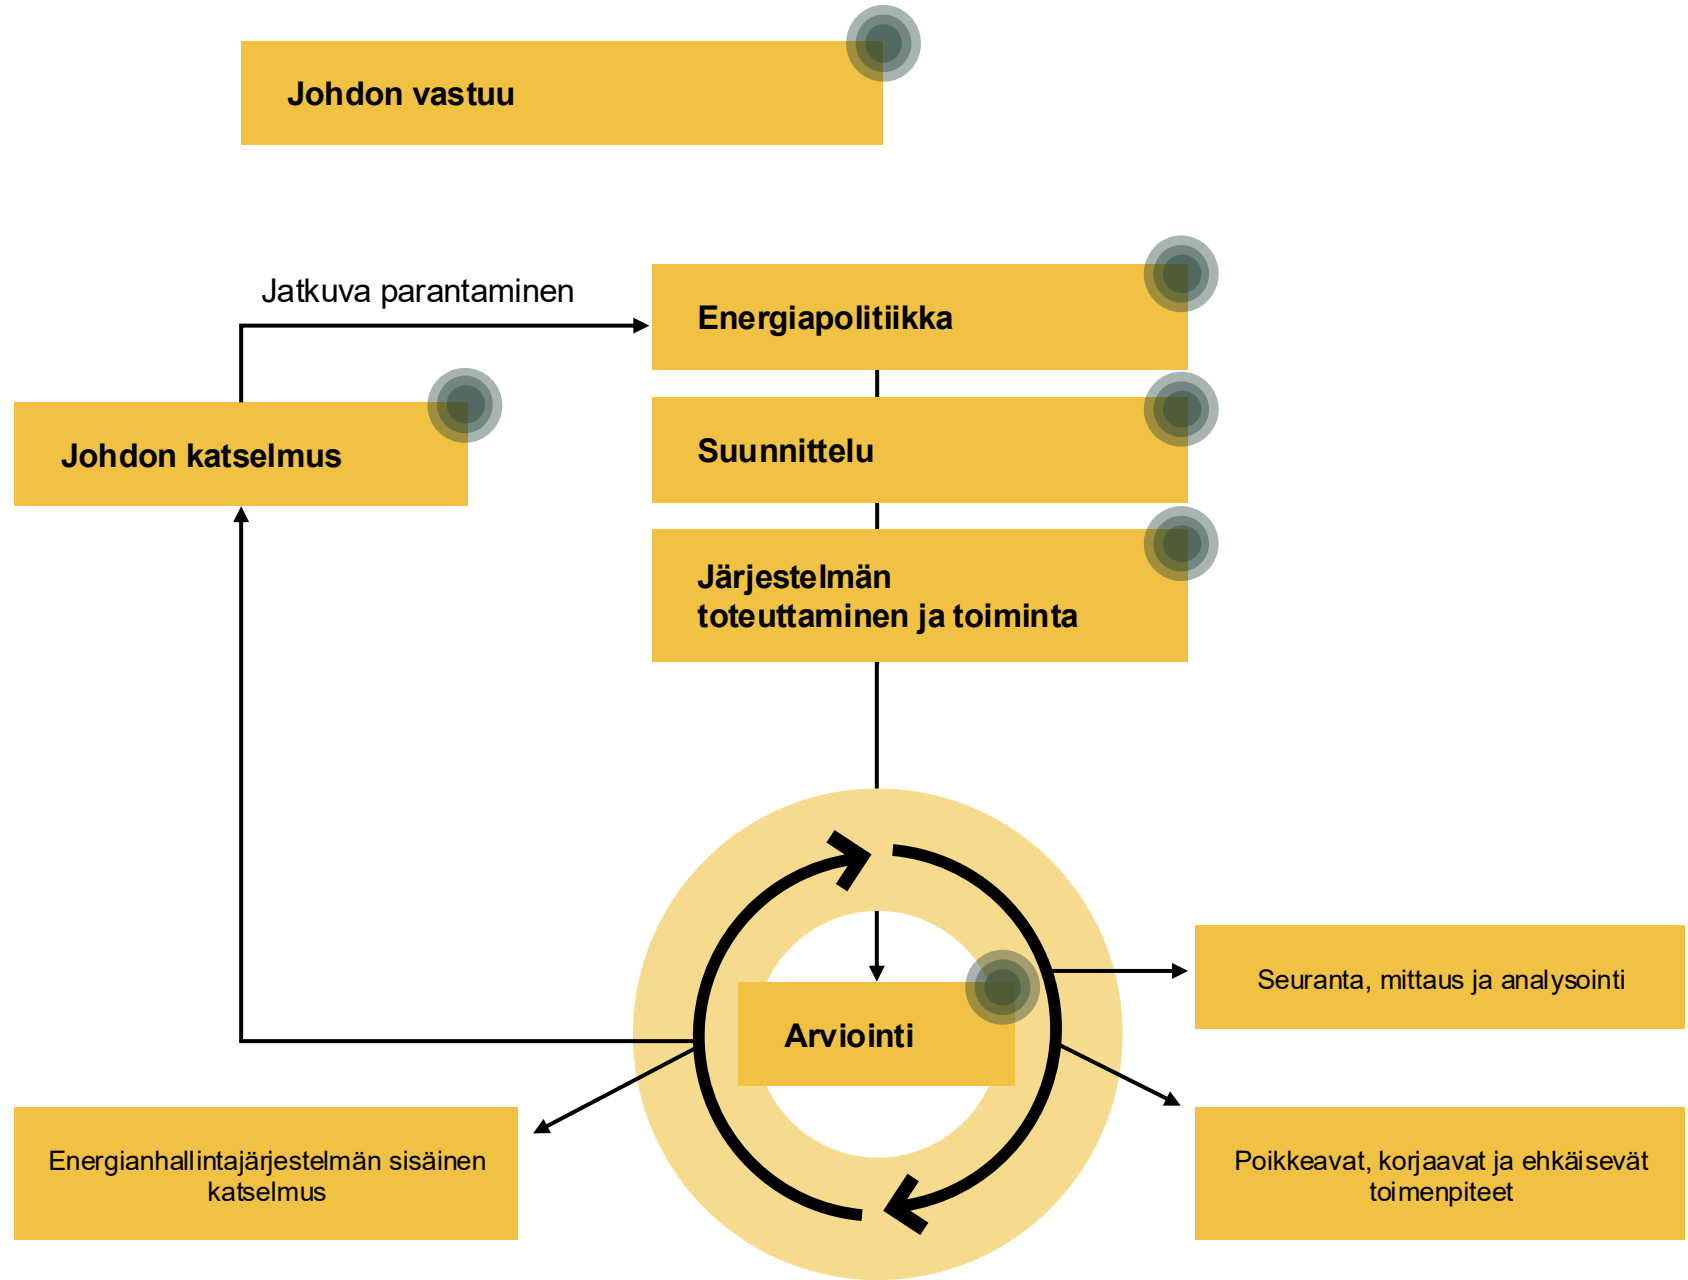 Johdon vastuu
Jatkuva parantaminen
Energiapolitiikka
Johdon katselmus
Suunnittelu
Järjestelmän
toteuttaminen ja toiminta
Arviointi
Seuranta, mittaus ja analysointi
Energianhallintajärjestelmän sisäinen
katselmus
Poikkeavat, korjaavat ja ehkäisevät
toimenpiteet